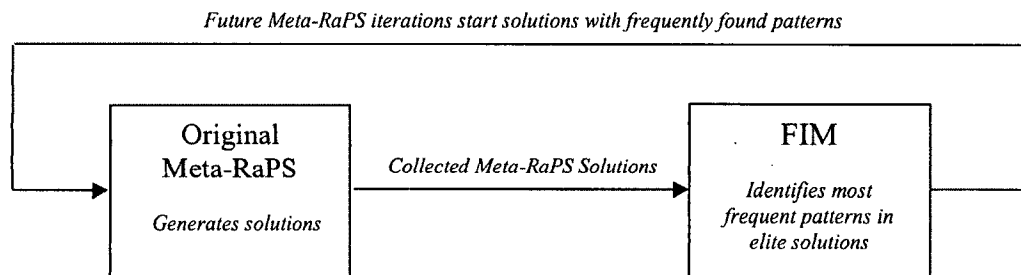 Future Meta-RaPS iterations start solutions with frequently found patterns
Original
Meta-RaPS
Generates solutions
Collected Meta-RaPS Solutions
FIM
Identifies most
frequent patterns in
elite solutions